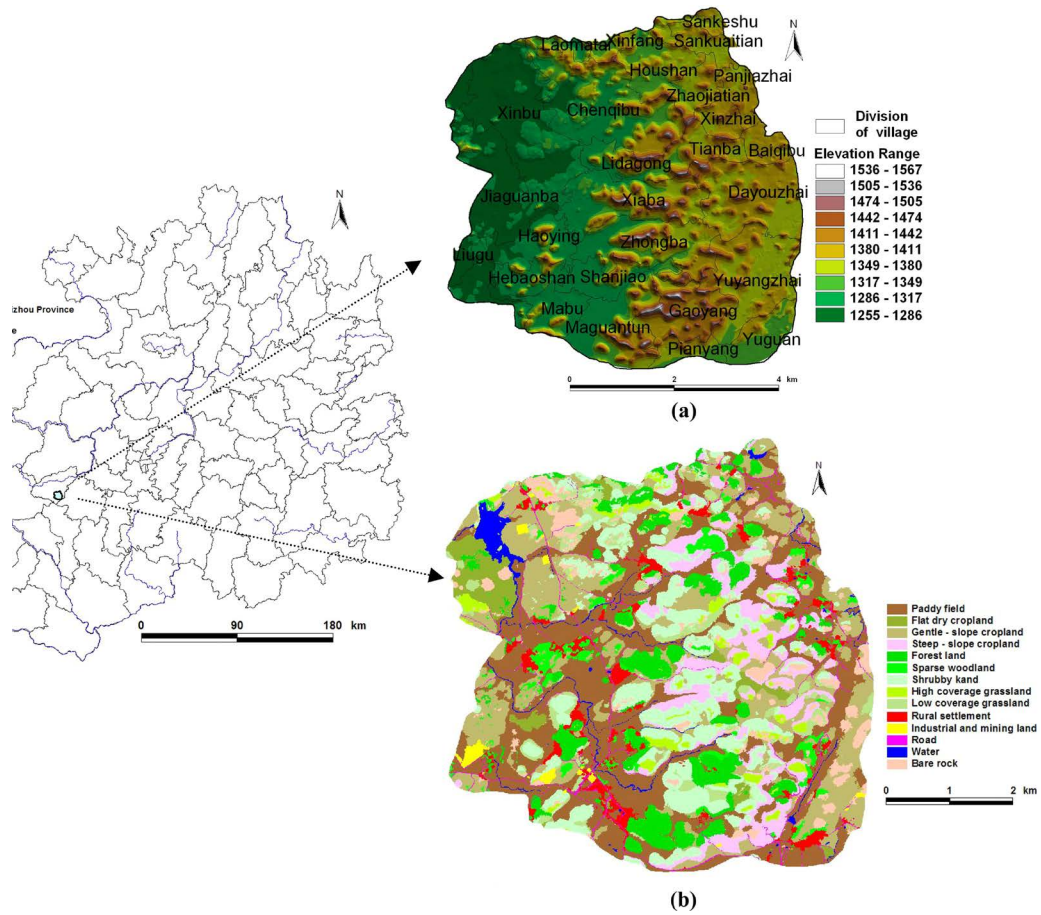 N
izhou Province
e
0 90 180 km
Sankeshu
Laomatai Xinfang Sankuaitian
N
Houshan Panjiazhai
Zhaojiatian
Xinbu Chenqibu Xinzhai
Tianba Baiqibu
Lidagong
Jiaguanba Xiaba Dayouzhai
Haoying Zhongba
Liugu
Hebaoshan Shanjiao Yuyangzhai
Mabu Gaoyang
Maguantun Yuguan
Pianyang
0 2 4 km
Division
of village
Elevation Range
1536 - 1567
1505 - 1536
1474 - 1505
1442 - 1474
1411 - 1442
1380 - 1411
1349 - 1380
1317 - 1349
1286 - 1317
1255 - 1286
(a)
N
Paddy field
Flat dry cropland
Gentle - slope cropland
Steep - slope cropland
Forest land
Sparse woodland
Shrubby kand
High coverage grassland
Low coverage grassland
Rural settlement
Industrial and mining land
Road
Water
Bare rock
0 1 2 km
(b)